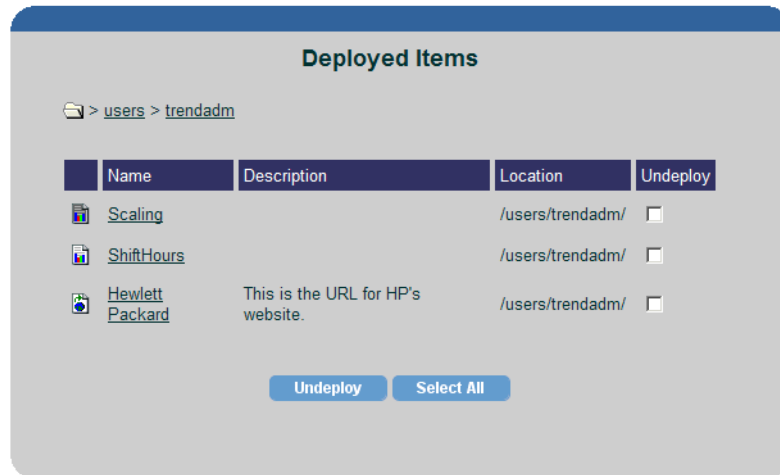 Deployed Items
> users > trendadm
Name Description Location Undeploy
Scaling /users/trendadm/
ShiftHours /users/trendadm/
Hewlett Packard This is the URL for HP's website. /users/trendadm/
Undeploy Select All